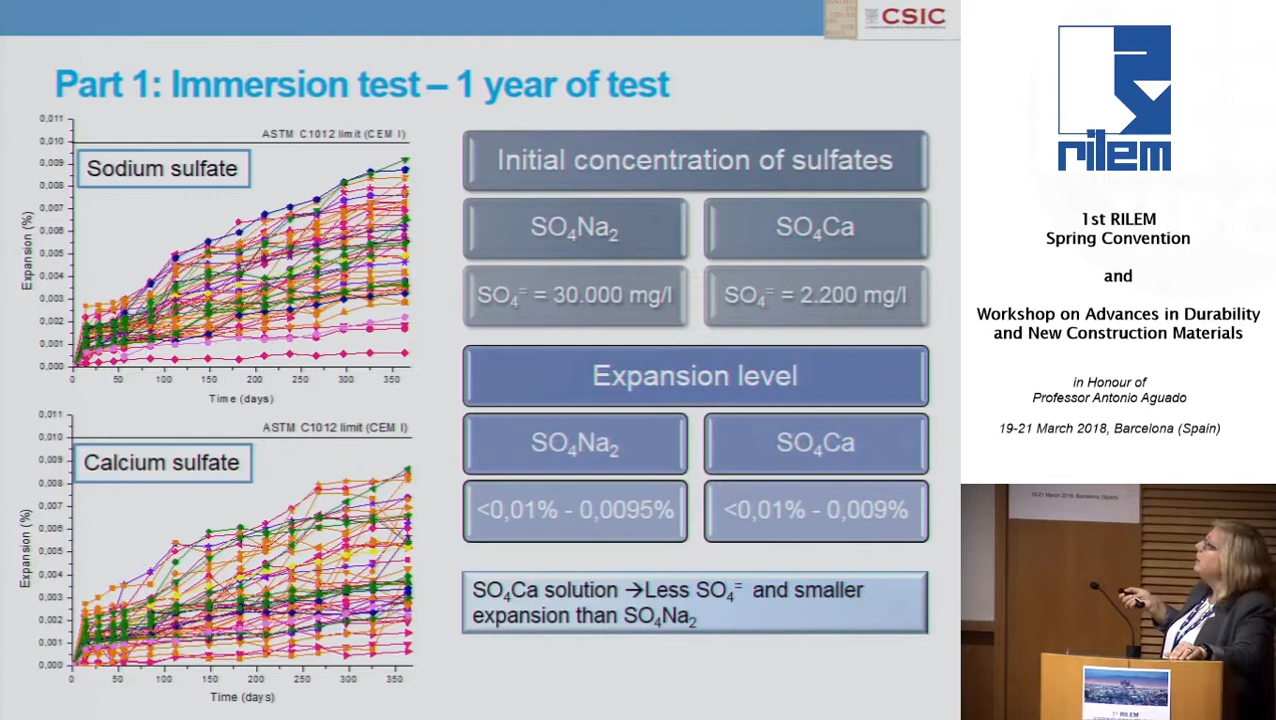 CSIC
Part 1: Immersion test – 1 year of test
0,011
0,010
0,009
0,008
0,007
0,006
0,005
0,004
0,003
0,002
0,001
0,000
Expansion (%)
ASTM C1012 limit (CEM I)
Sodium sulfate
0
50
100
150
200
250
300
350
Time (days)
0,011
0,010
0,009
0,008
0,007
0,006
0,005
0,004
0,003
0,002
0,001
0,000
Expansion (%)
ASTM C1012 limit (CEM I)
Calcium sulfate
0
50
100
150
200
250
300
350
Time (days)
Initial concentration of sulfates
SO₄Na₂
SO₄Ca
SO₄⁼ = 30.000 mg/l
SO₄⁼ = 2.200 mg/l
Expansion level
SO₄Na₂
SO₄Ca
<0,01% - 0,0095%
<0,01% - 0,009%
SO₄Ca solution →Less SO₄⁼ and smaller
expansion than SO₄Na₂
rilem
1st RILEM
Spring Convention
and
Workshop on Advances in Durability
and New Construction Materials
in Honour of
Professor Antonio Aguado
19-21 March 2018, Barcelona (Spain)
19-21 March 2018, Barcelona (Spain)